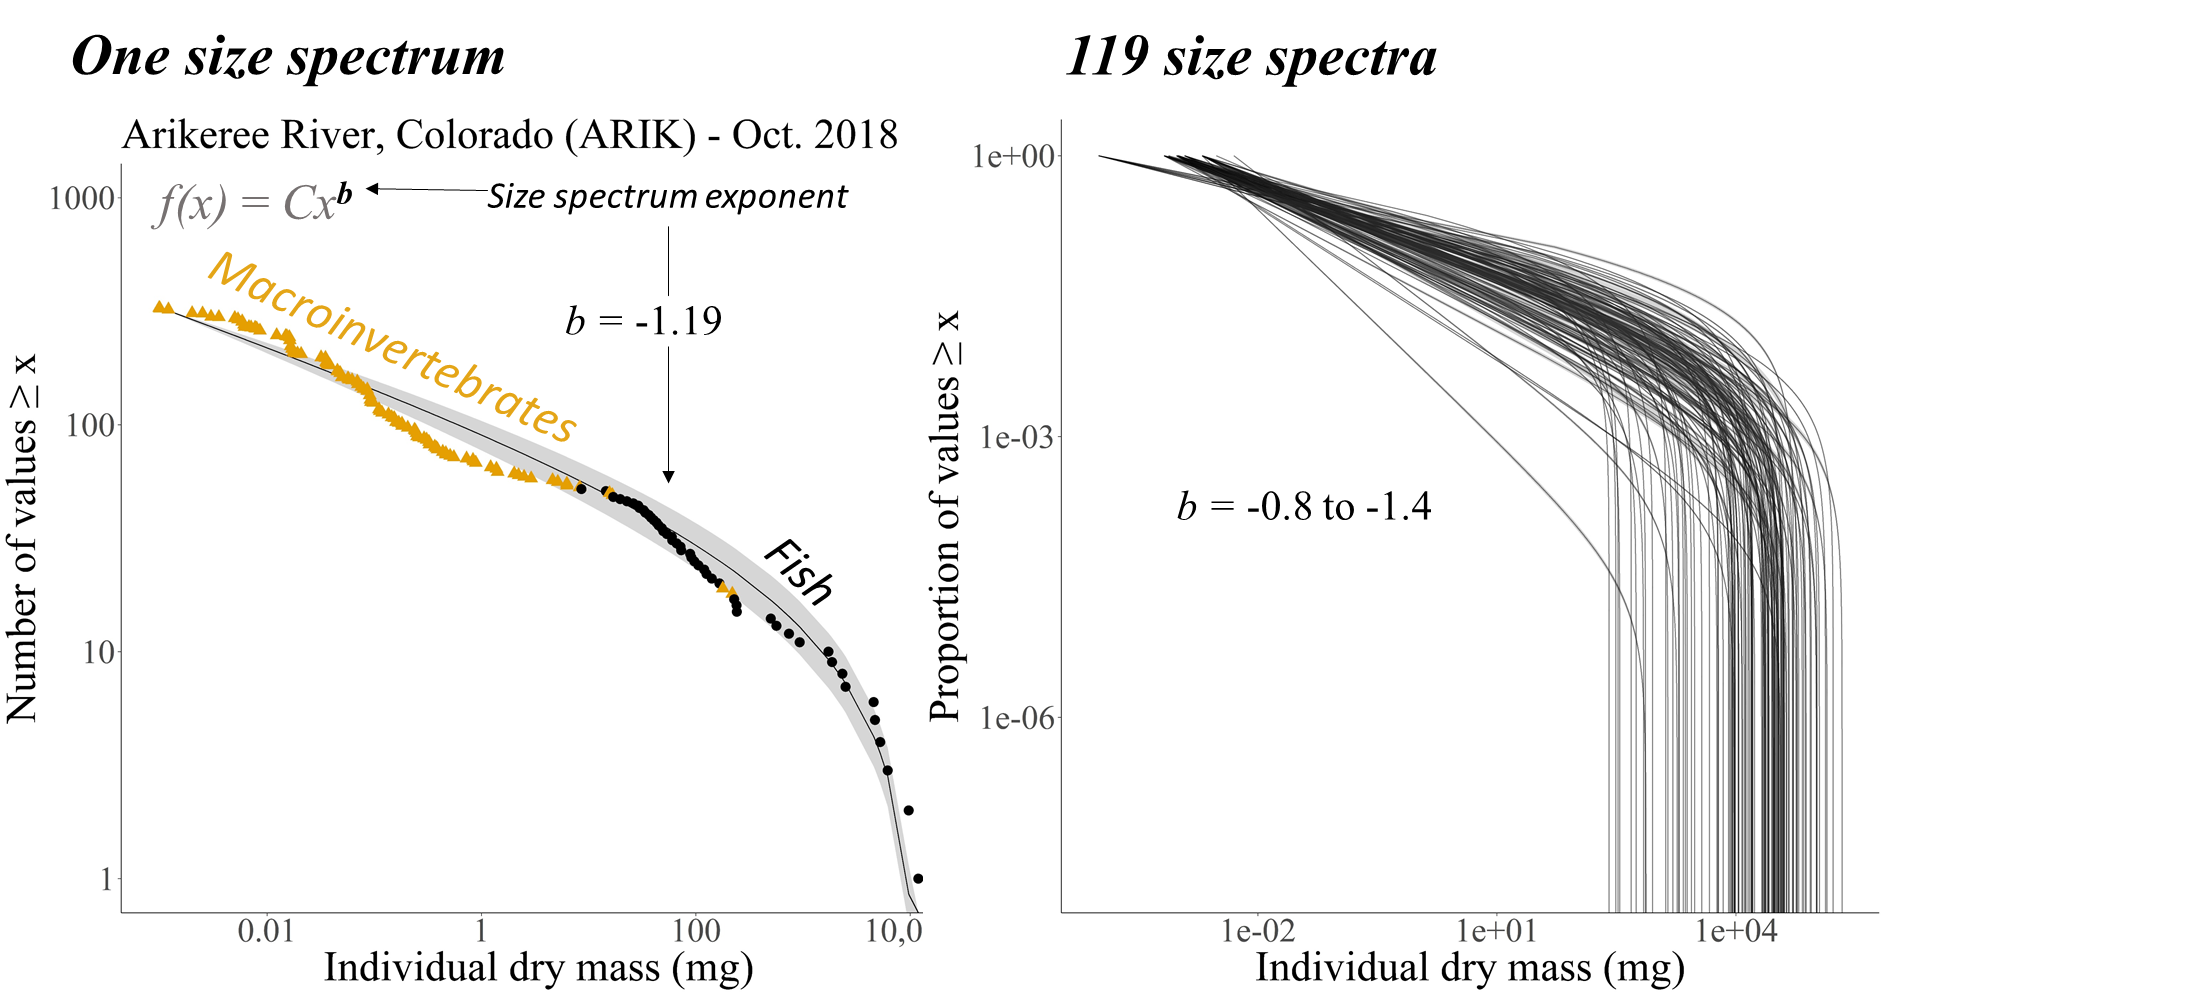 One size spectrum
Arikeree River, Colorado (ARIK) - Oct. 2018
f(x) = Cxᵇ
Size spectrum exponent
b = -1.19
Macroinvertebrates
Fish
Number of values ≥ x
1000
100
10
1
0.01
1
100
10,0
Individual dry mass (mg)
119 size spectra
Proportion of values ≥ x
1e+00
1e-03
1e-06
b = -0.8 to -1.4
1e-02
1e+01
1e+04
Individual dry mass (mg)